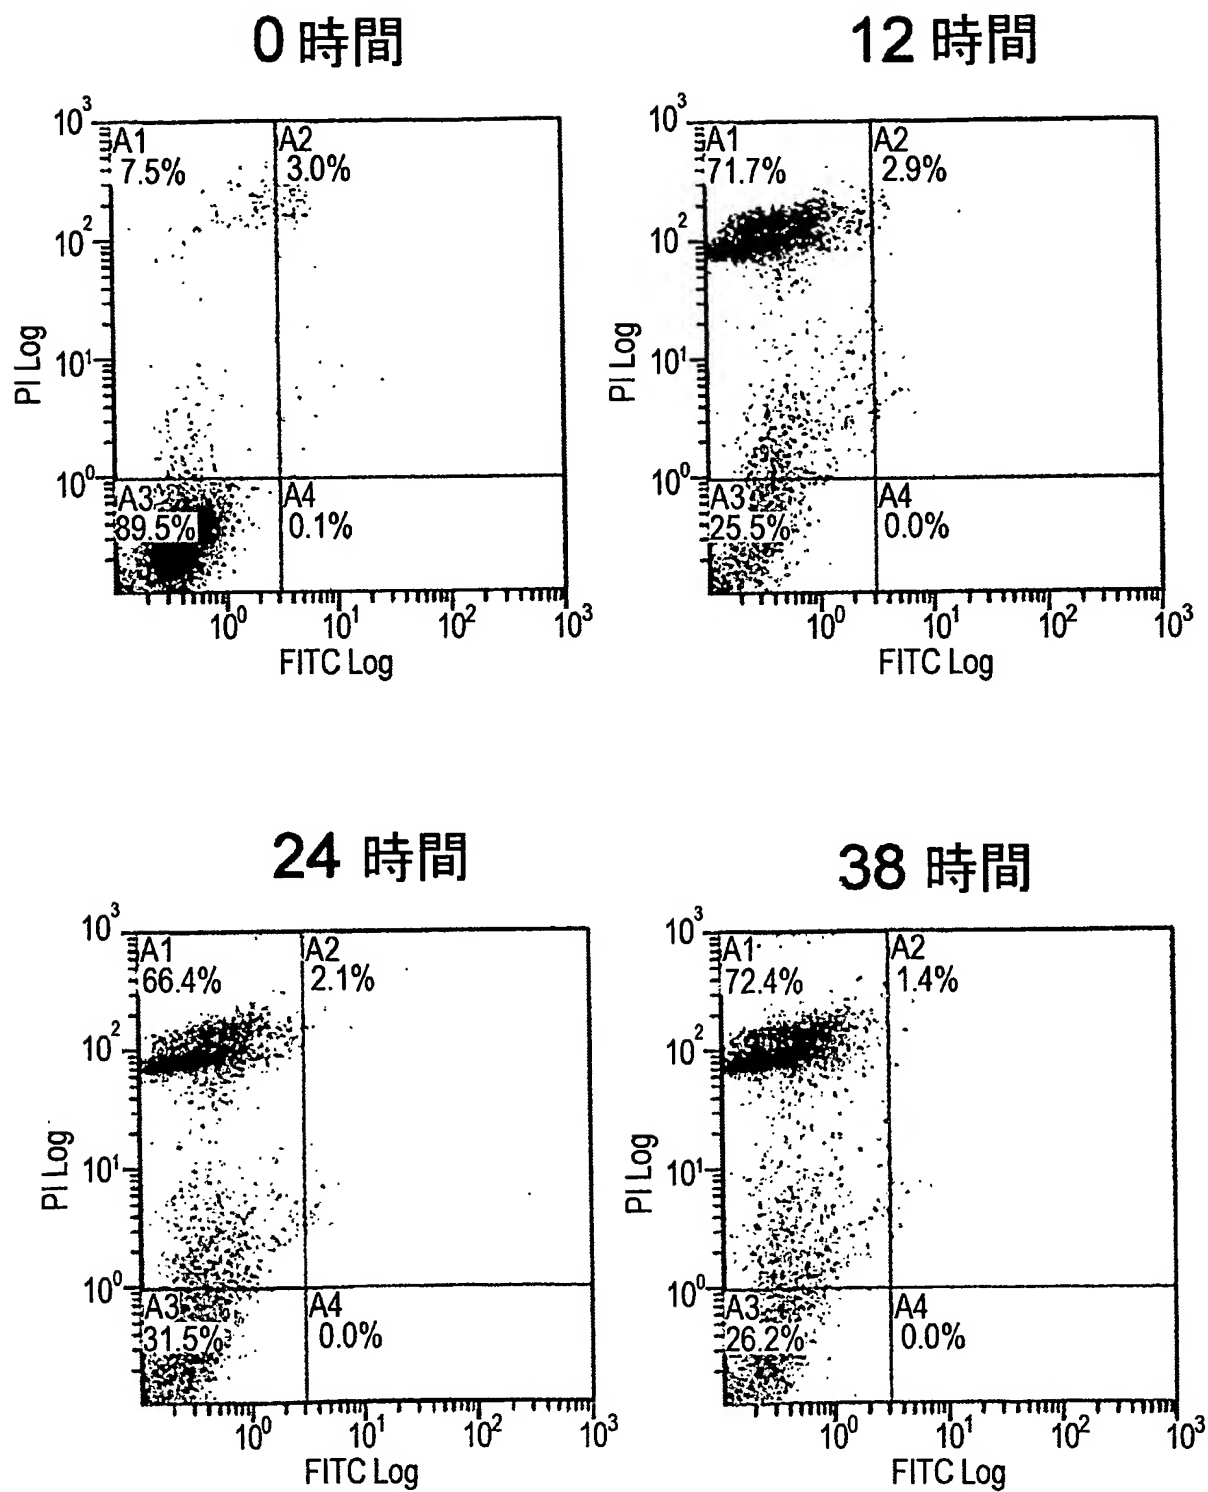 0 時間
10³
A1
7.5%
A2
3.0%
10²
PI Log
10¹
10⁰
A3
89.5%
A4
0.1%
10⁰ 10¹ 10² 10³
FITC Log
12 時間
10³
A1
71.7%
A2
2.9%
10²
PI Log
10¹
10⁰
A3
25.5%
A4
0.0%
10⁰ 10¹ 10² 10³
FITC Log
24 時間
10³
A1
66.4%
A2
2.1%
10²
PI Log
10¹
10⁰
A3
31.5%
A4
0.0%
10⁰ 10¹ 10² 10³
FITC Log
38 時間
10³
A1
72.4%
A2
1.4%
10²
PI Log
10¹
10⁰
A3
26.2%
A4
0.0%
10⁰ 10¹ 10² 10³
FITC Log